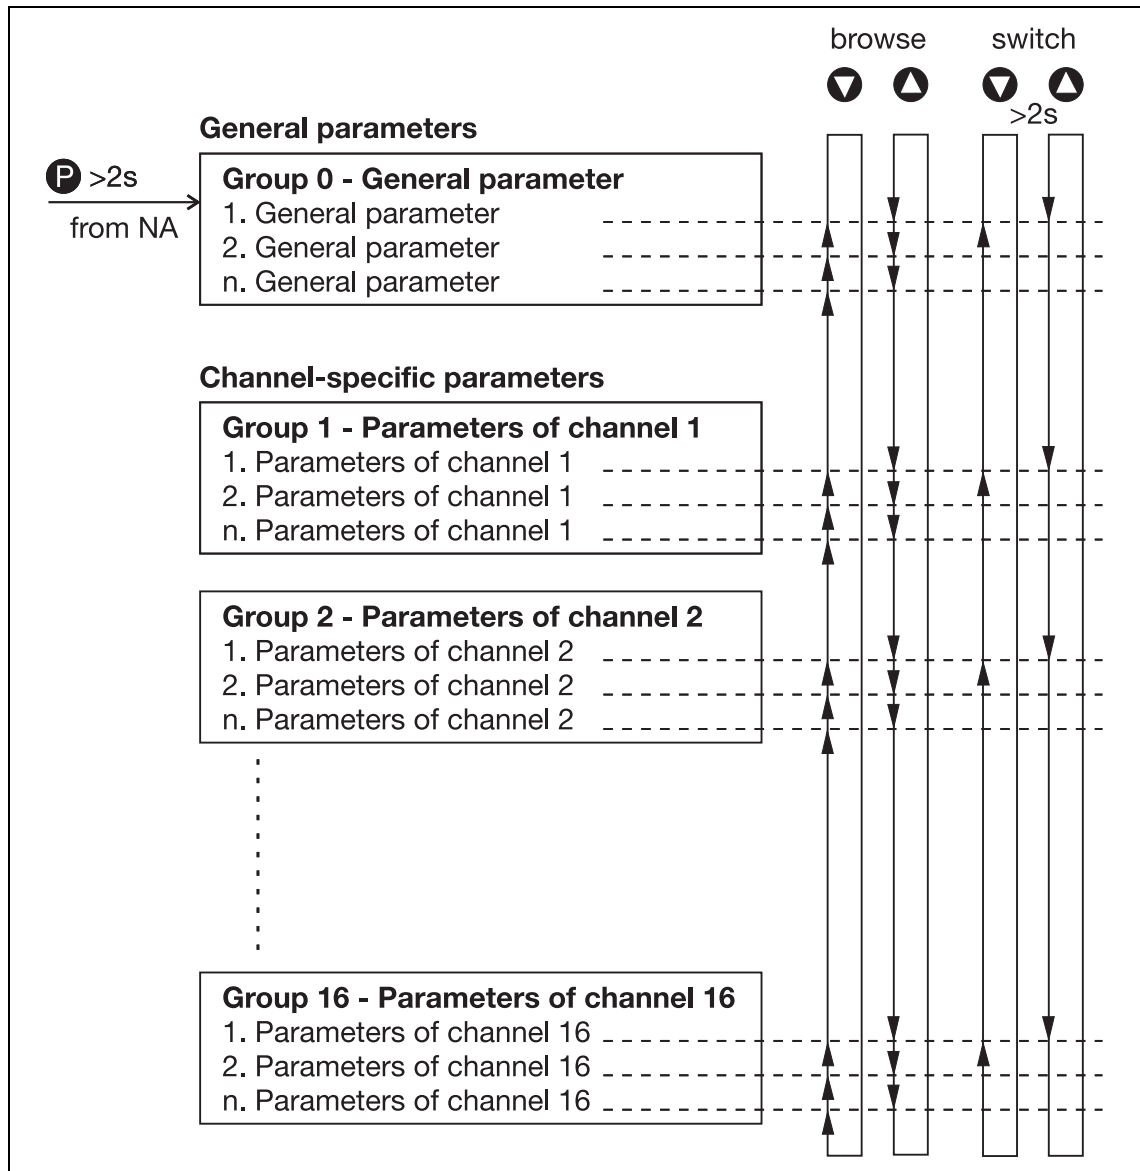 browse switch
>2s
General parameters
P >2s
from NA
Group 0 - General parameter
1. General parameter
2. General parameter
n. General parameter
Channel-specific parameters
Group 1 - Parameters of channel 1
1. Parameters of channel 1
2. Parameters of channel 1
n. Parameters of channel 1
Group 2 - Parameters of channel 2
1. Parameters of channel 2
2. Parameters of channel 2
n. Parameters of channel 2
Group 16 - Parameters of channel 16
1. Parameters of channel 16
2. Parameters of channel 16
n. Parameters of channel 16